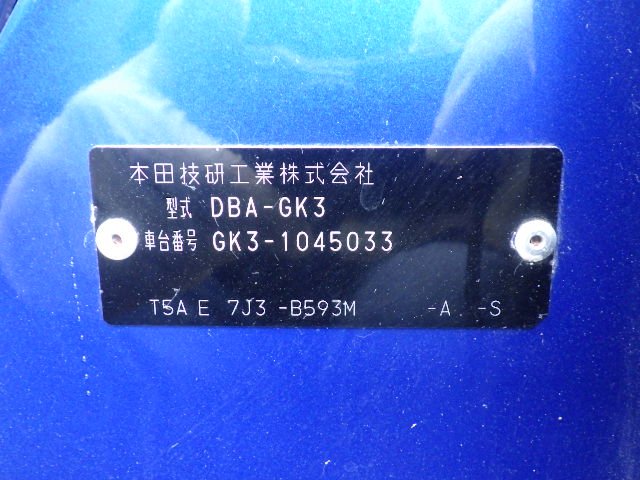 本田技研工業株式会社
型式 DBA-GK3
車台番号 GK3-1045033
T5A E 7J3 -B593M -A -S